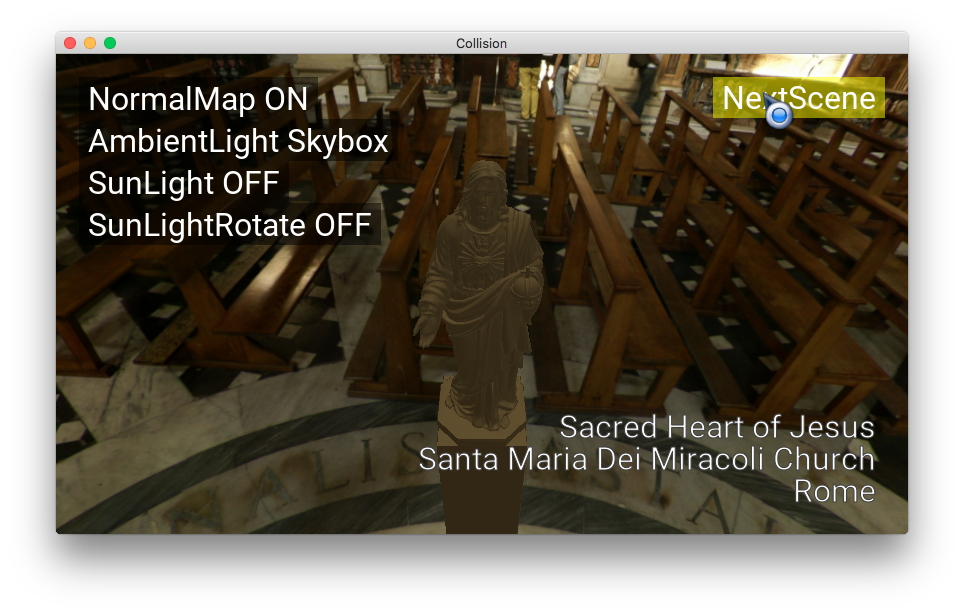 Collision
NormalMap ON
NextScene
AmbientLight Skybox
SunLight OFF
SunLightRotate OFF
Sacred Heart of Jesus
Santa Maria Dei Miracoli Church
Rome